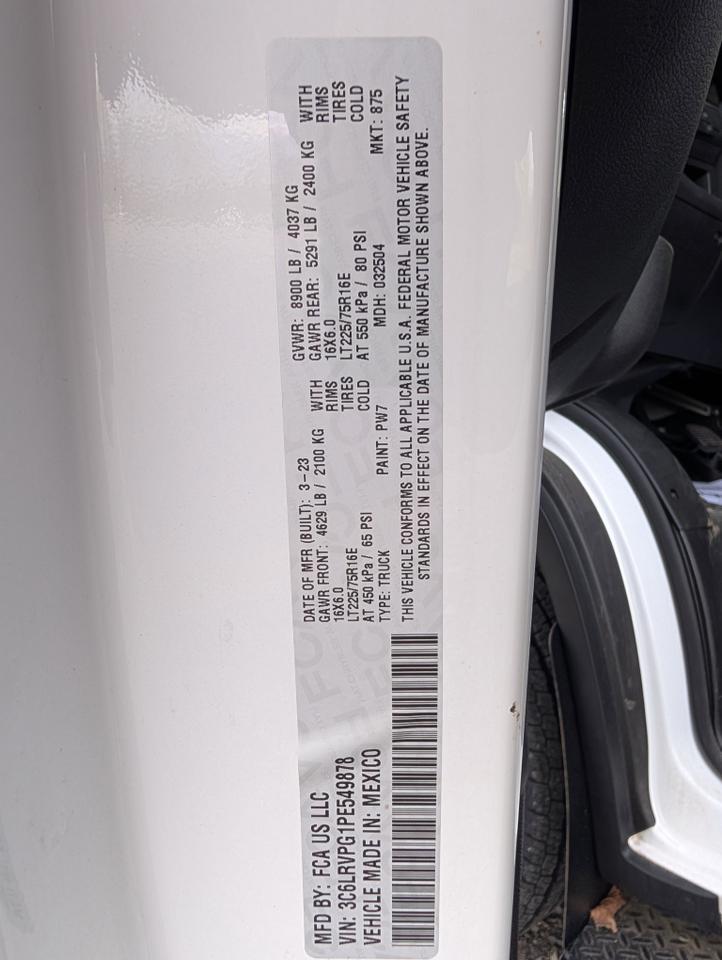 MFD BY: FCA US LLC
VIN: 3C6LRVPG1PE549878
VEHICLE MADE IN: MEXICO
DATE OF MFR (BUILT): 3-23 GVWR: 8900 LB / 4037 KG
GAWR FRONT: 4629 LB / 2100 KG WITH GAWR REAR: 5291 LB / 2400 KG WITH
16X6.0 RIMS 16X6.0 RIMS
LT225/75R16E TIRES LT225/75R16E TIRES
AT 450 kPa / 65 PSI COLD AT 550 kPa / 80 PSI COLD
TYPE: TRUCK PAINT: PW7 MDH: 032504 MKT: 875
THIS VEHICLE CONFORMS TO ALL APPLICABLE U.S.A. FEDERAL MOTOR VEHICLE SAFETY
STANDARDS IN EFFECT ON THE DATE OF MANUFACTURE SHOWN ABOVE.